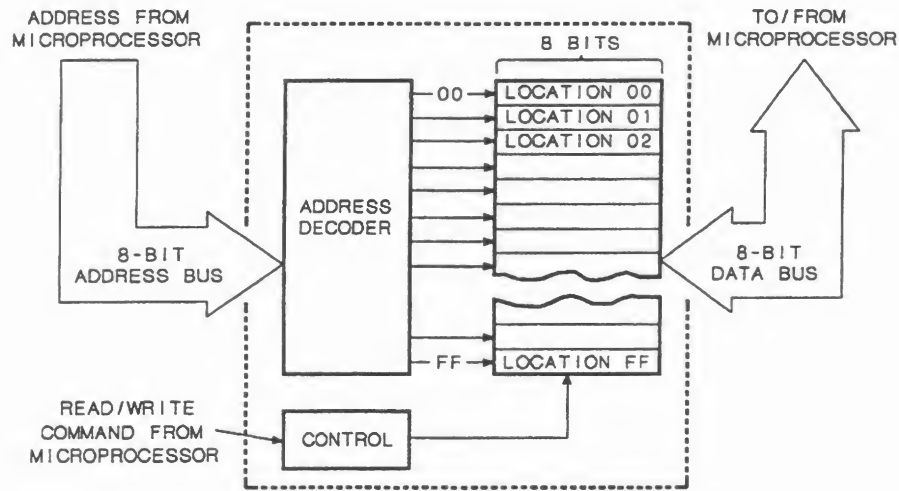 ADDRESS FROM
MICROPROCESSOR
TO/FROM
MICROPROCESSOR
8 BITS
00
LOCATION 00
LOCATION 01
LOCATION 02
ADDRESS
DECODER
8-BIT
ADDRESS BUS
8-BIT
DATA BUS
FF
LOCATION FF
READ/WRITE
COMMAND FROM
MICROPROCESSOR
CONTROL